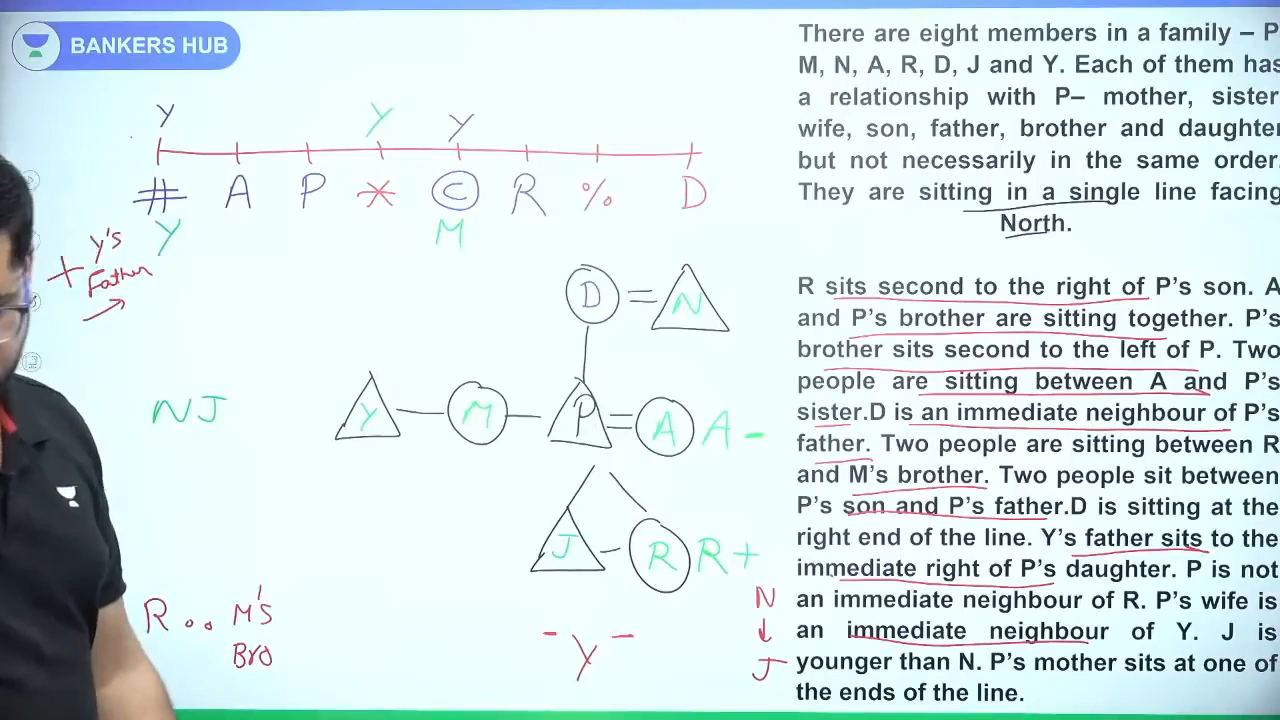 BANKERS HUB
Y Y Y
# A P * C R % D
Y M
+ Y's
Father
D = N
NJ
Y M P = A A -
J R R+
R .. M's
Bro
- Y -
N
↓
J
There are eight members in a family – P
M, N, A, R, D, J and Y. Each of them has
a relationship with P– mother, sister
wife, son, father, brother and daughter
but not necessarily in the same order.
They are sitting in a single line facing
North.
R sits second to the right of P's son. A
and P's brother are sitting together. P's
brother sits second to the left of P. Two
people are sitting between A and P's
sister.D is an immediate neighbour of P's
father. Two people are sitting between R
and M's brother. Two people sit between
P's son and P's father.D is sitting at the
right end of the line. Y's father sits to the
immediate right of P's daughter. P is not
an immediate neighbour of R. P's wife is
an immediate neighbour of Y. J is
younger than N. P's mother sits at one of
the ends of the line.